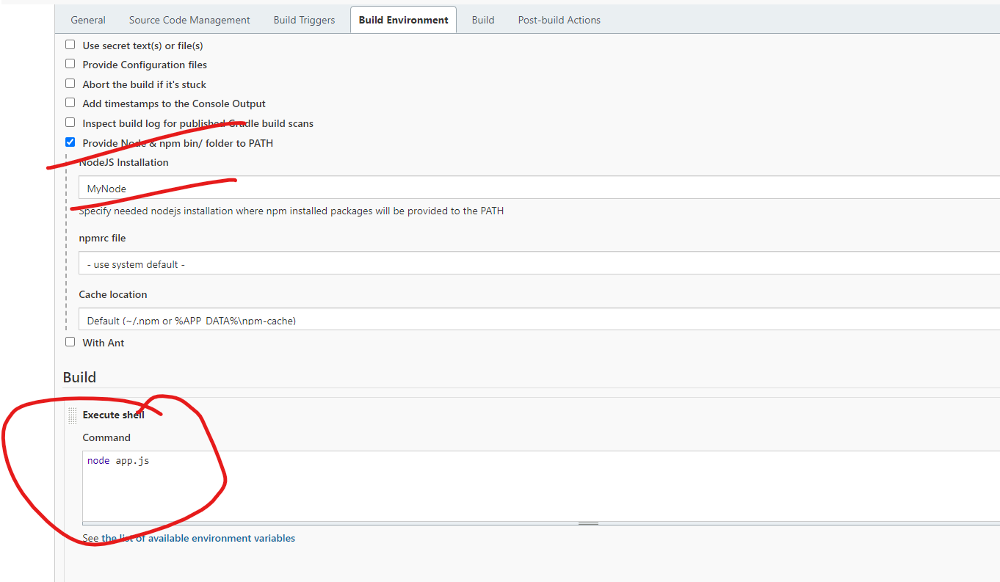 General Source Code Management Build Triggers Build Environment Build Post-build Actions
Use secret text(s) or file(s)
Provide Configuration files
Abort the build if it's stuck
Add timestamps to the Console Output
Inspect build log for published Gradle build scans
Provide Node & npm bin/ folder to PATH
NodeJS Installation
MyNode
Specify needed nodejs installation where npm installed packages will be provided to the PATH
npmrc file
- use system default -
Cache location
Default (~/.npm or %APP_DATA%\npm-cache)
With Ant
Build
Execute shell
Command
node app.js
See the list of available environment variables